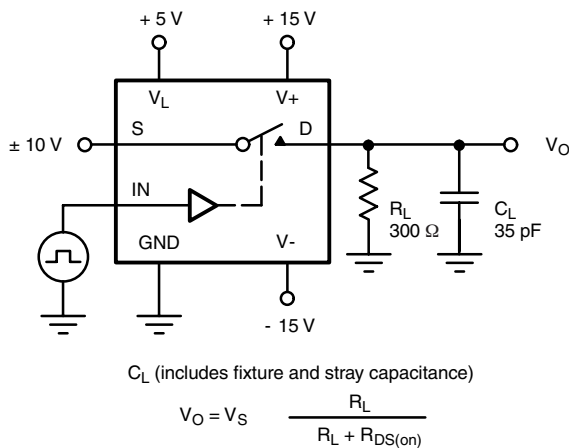 + 5 V
+ 15 V
V_L
V+
S
D
± 10 V
V_O
IN
R_L
300 Ω
C_L
35 pF
GND
V-
- 15 V
C_L (includes fixture and stray capacitance)
V_O = V_S R_L
R_L + R_DS(on)